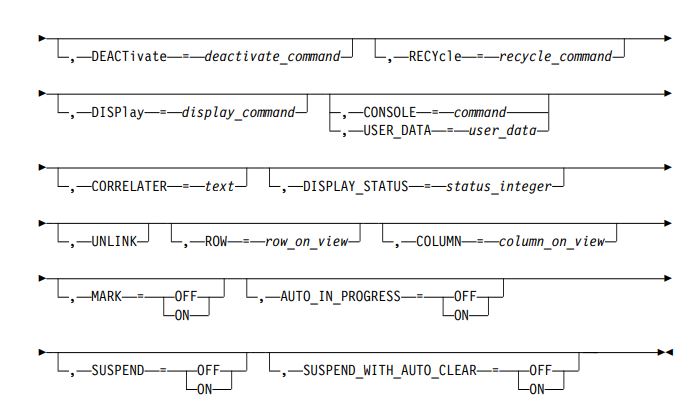 ,DEACTivate=deactivate_command ,RECYcle=recycle_command
,DISPlay=display_command ,CONSOLE=command
,USER_DATA=user_data
,CORRELATER=text ,DISPLAY_STATUS=status_integer
,UNLINK ,ROW=row_on_view ,COLUMN=column_on_view
,MARK=OFF ,AUTO_IN_PROGRESS=OFF
ON ON
,SUSPEND=OFF ,SUSPEND_WITH_AUTO_CLEAR=OFF
ON ON